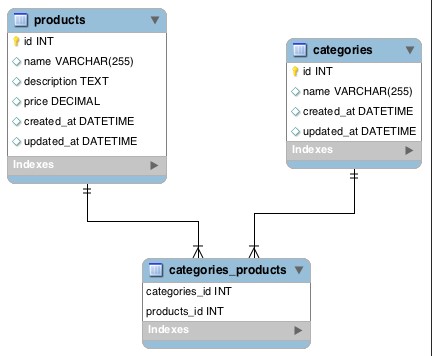 products
id INT
name VARCHAR(255)
description TEXT
price DECIMAL
created_at DATETIME
updated_at DATETIME
Indexes
categories
id INT
name VARCHAR(255)
created_at DATETIME
updated_at DATETIME
Indexes
categories_products
categories_id INT
products_id INT
Indexes